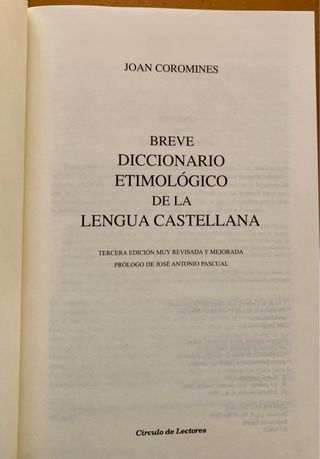 JOAN COROMINES
BREVE
DICCIONARIO
ETIMOLÓGICO
DE LA
LENGUA CASTELLANA
TERCERA EDICIÓN MUY REVISADA Y MEJORADA
PRÓLOGO DE JOSÉ ANTONIO PASCUAL
Círculo de Lectores